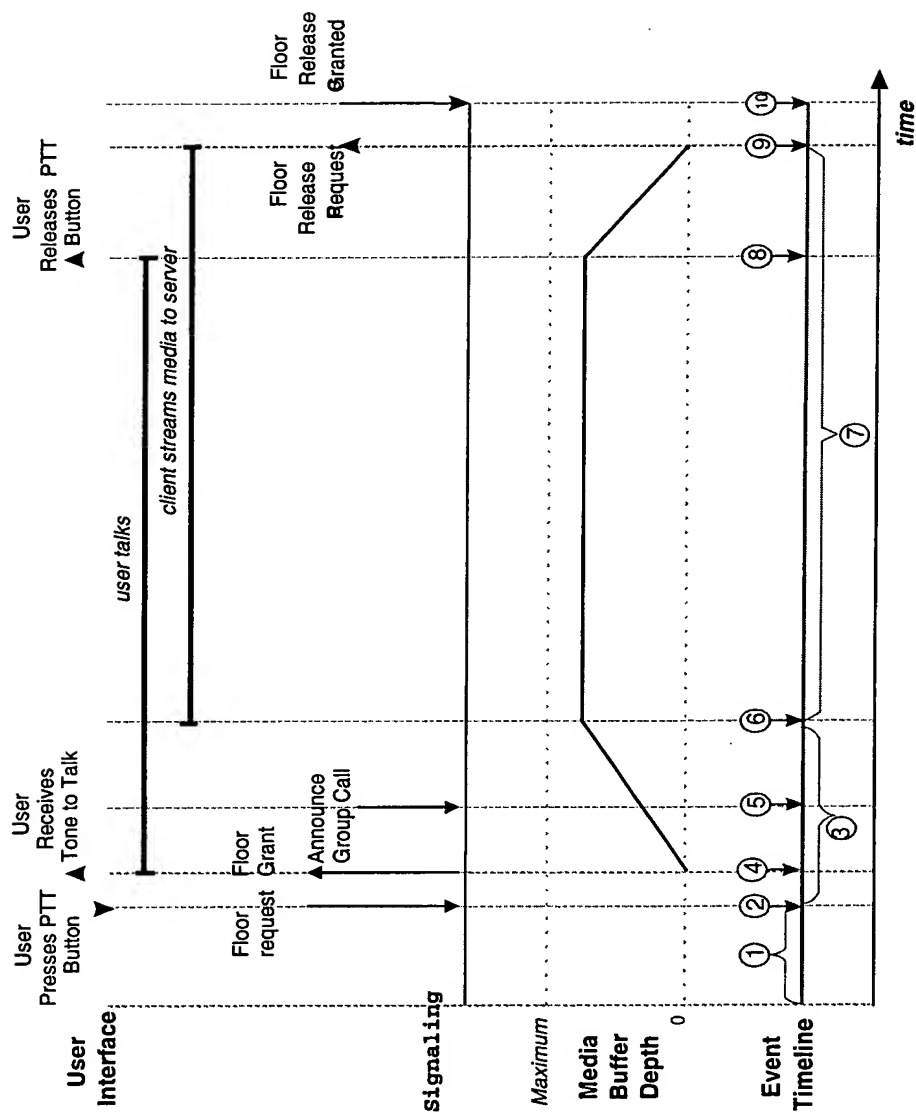 User
Presses PTT
Button
User
Receives
Tone to Talk
User
Releases PTT
Button
User
Interface
user talks
client streams media to server
Floor
request
Floor
Grant
Announce
Group Call
Floor
Release
Request
Floor
Release
Granted
Signaling
Maximum
Media
Buffer
Depth
0
Event
Timeline
1
2
4
5
6
8
9
10
3
7
time